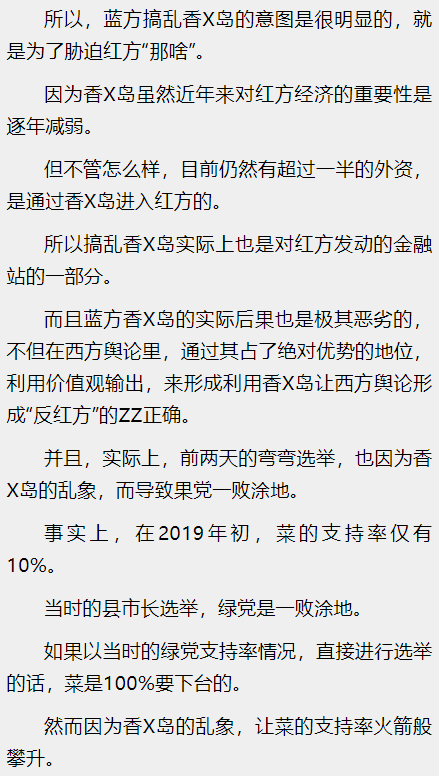 所以，蓝方搞乱香X岛的意图是很明显的，就
是为了胁迫红方“那啥”。
因为香X岛虽然近年来对红方经济的重要性是
逐年减弱。
但不管怎么样，目前仍然有超过一半的外资，
是通过香X岛进入红方的。
所以搞乱香X岛实际上也是对红方发动的金融
站的一部分。
而且蓝方香X岛的实际后果也是极其恶劣的，
不但在西方舆论里，通过其占了绝对优势的地位，
利用价值观输出，来形成利用香X岛让西方舆论形
成“反红方”的ZZ正确。
并且，实际上，前两天的弯弯选举，也因为香
X岛的乱象，而导致果党一败涂地。
事实上，在2019年初，菜的支持率仅有
10%。
当时的县市长选举，绿党是一败涂地。
如果以当时的绿党支持率情况，直接进行选举
的话，菜是100%要下台的。
然而因为香X岛的乱象，让菜的支持率火箭般
攀升。